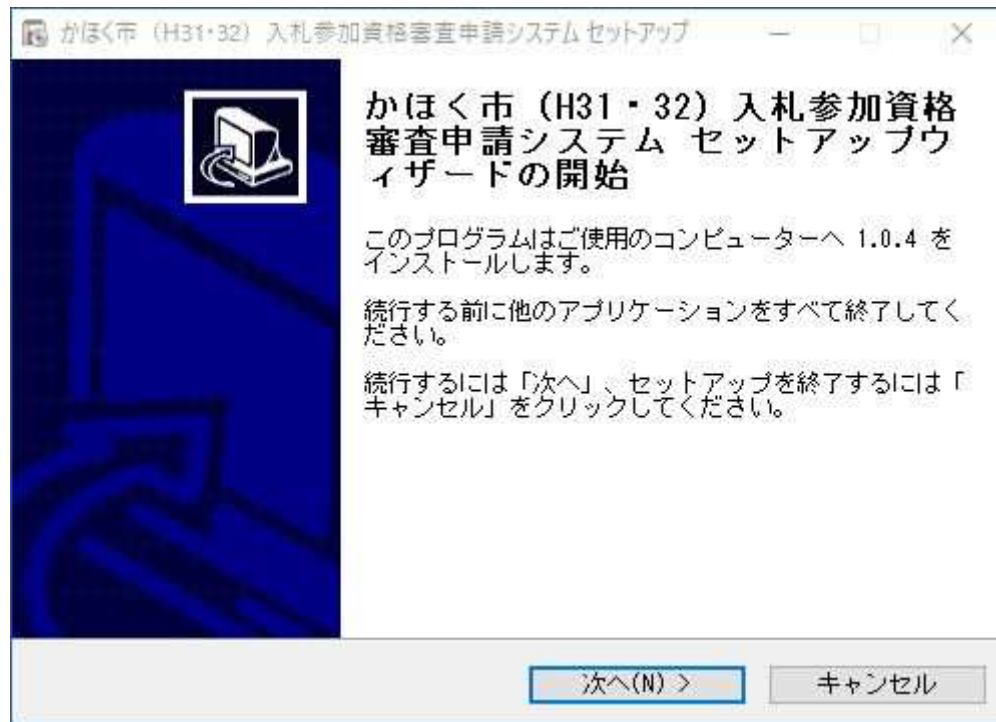 かほく市（H31･32）入札参加資格審査申請システム セットアップ
かほく市（H31・32）入札参加資格
審査申請システム セットアップウ
ィザードの開始
このプログラムはご使用のコンピューターへ 1.0.4 を
インストールします。
続行する前に他のアプリケーションをすべて終了してく
ださい。
続行するには「次へ」、セットアップを終了するには「
キャンセル」をクリックしてください。
次へ(N) >
キャンセル